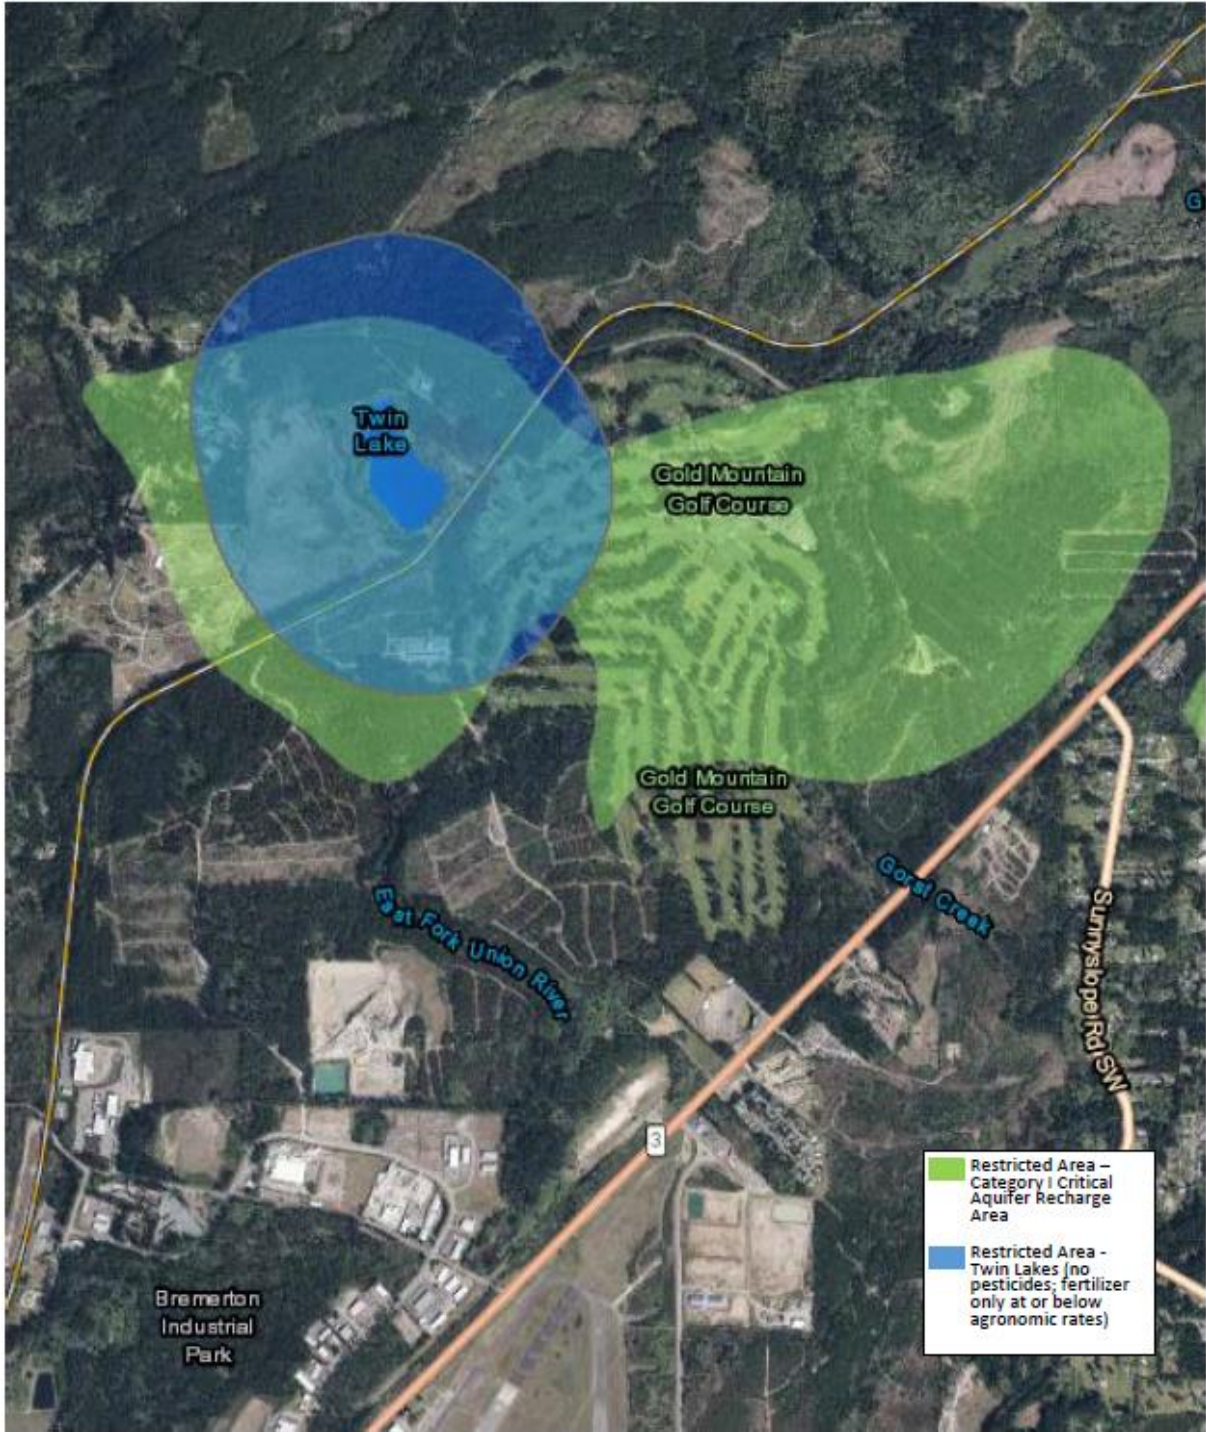 G
Twin
Lake
Gold Mountain
Golf Course
Gold Mountain
Golf Course
Gorst Creek
East Fork Union River
Sunnyslope Rd SW
3
Restricted Area –
Category I Critical
Aquifer Recharge
Area
Restricted Area -
Twin Lakes (no
pesticides; fertilizer
only at or below
agronomic rates)
Bremerton
Industrial
Park